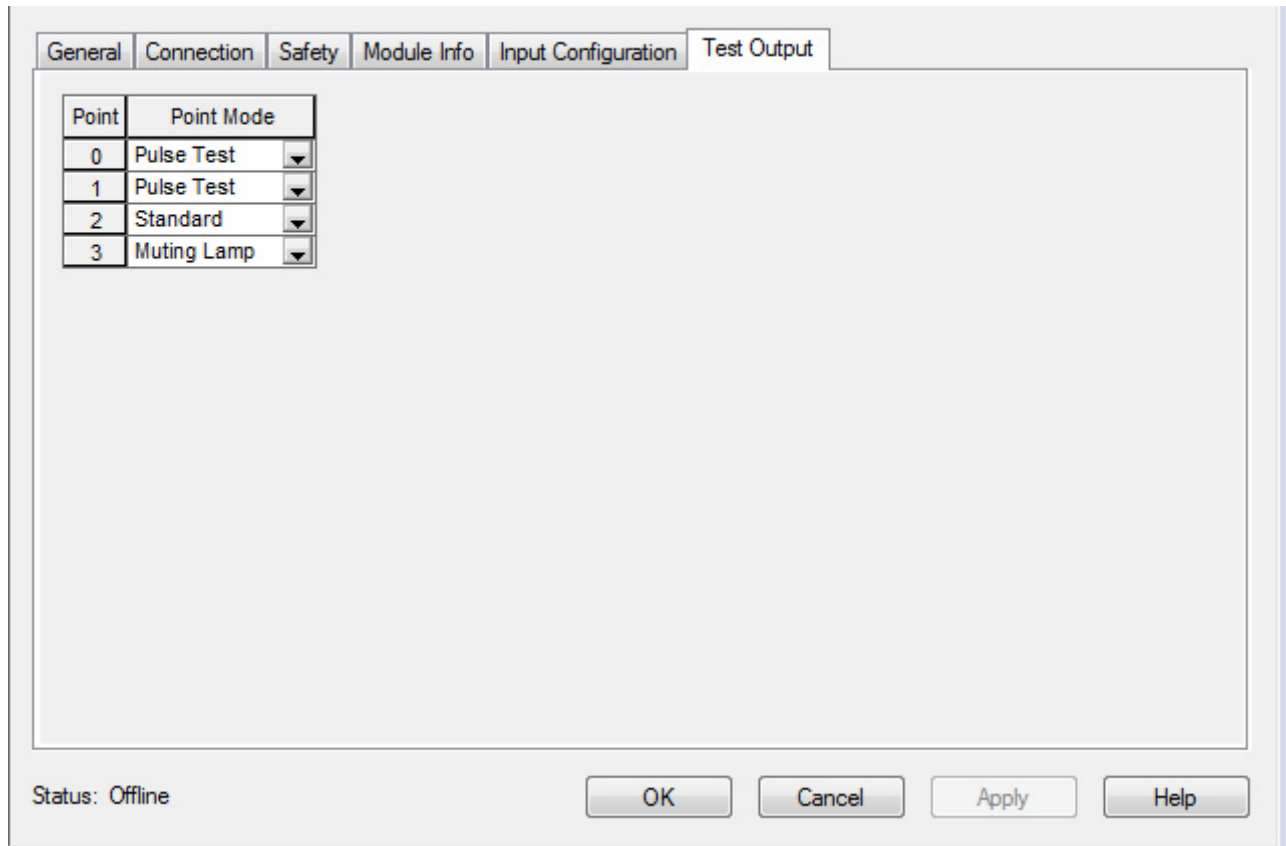 General Connection Safety Module Info Input Configuration Test Output
Point Point Mode
0 Pulse Test
1 Pulse Test
2 Standard
3 Muting Lamp
Status: Offline OK Cancel Apply Help